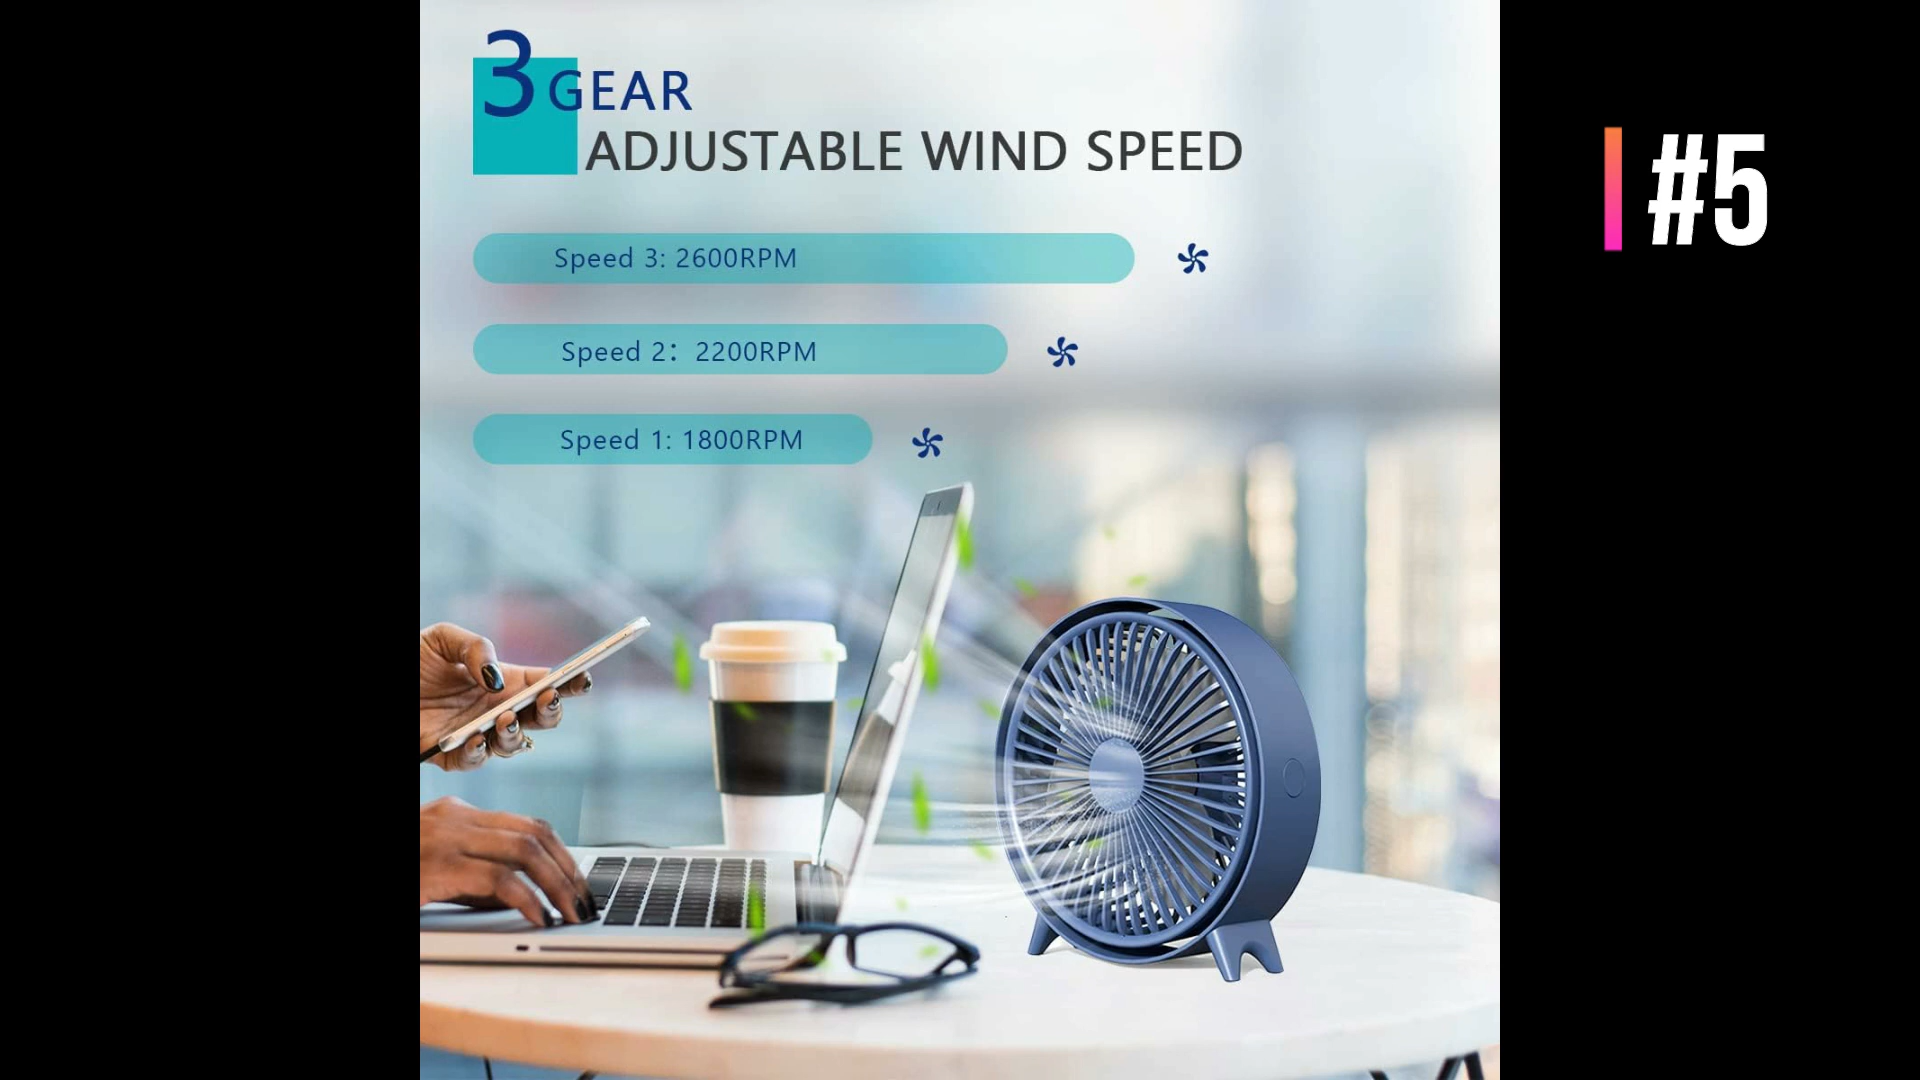 3 GEAR
ADJUSTABLE WIND SPEED
Speed 3: 2600RPM
Speed 2: 2200RPM
Speed 1: 1800RPM
#5